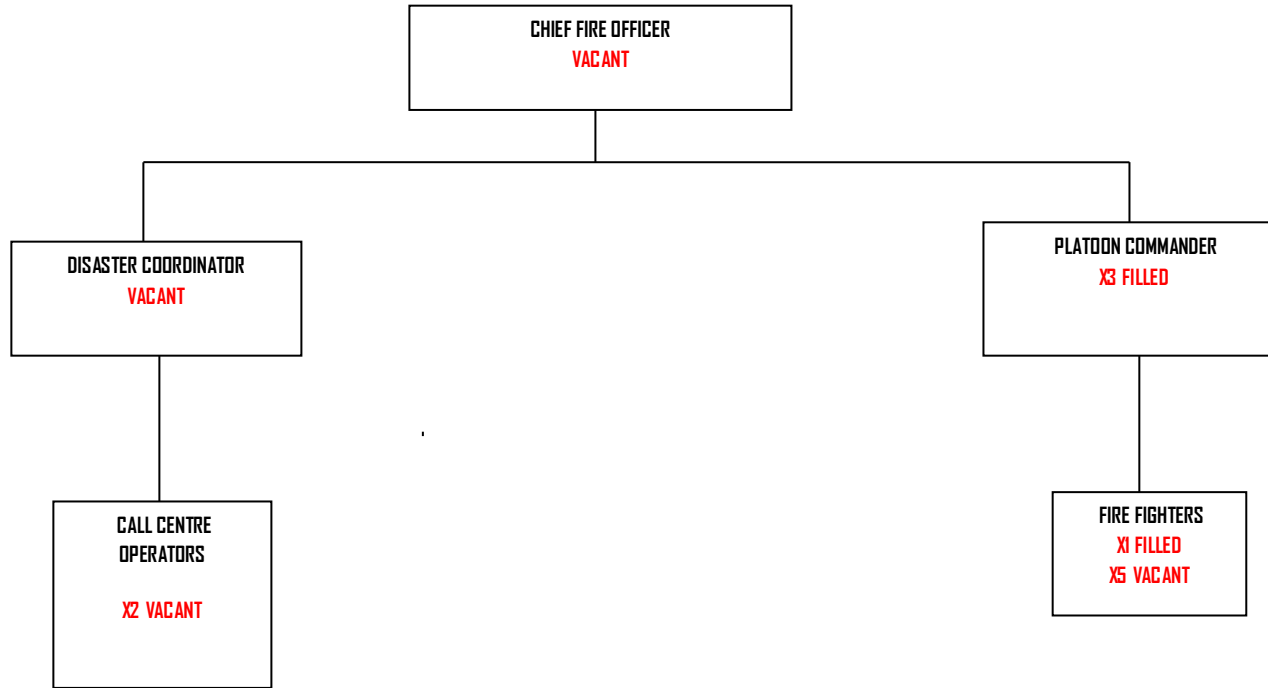 CHIEF FIRE OFFICER
VACANT
DISASTER COORDINATOR
VACANT
PLATOON COMMANDER
X3 FILLED
CALL CENTRE
OPERATORS
X2 VACANT
FIRE FIGHTERS
X1 FILLED
X5 VACANT